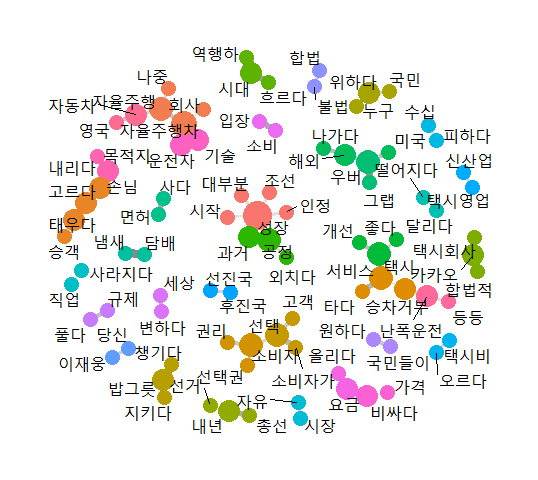 역행하
합법
나중
시대
위하다
국민
자동차
자율주행
회사
흐르다
불법
누구
수십
영국
자율주행차
입장
나가다
미국
피하다
목적지
운전자
기술
소비
해외
내리다
손님
사다
대부분
조선
우버
떨어지다
신산업
고르다
그랩
택시영업
태우다
면허
시작
인정
성장
개선
좋다
달리다
승객
냄새
담배
과거
공정
택시회사
사라지다
외치다
서비스
택시
카카오
직업
세상
선진국
고객
타다
승차거부
합법적
규제
후진국
등등
풀다
당신
변하다
권리
선택
원하다
난폭운전
이재웅
챙기다
소비자
올리다
국민들이
택시비
밥그릇
선거
선택권
소비자가
가격
오르다
지키다
자유
요금
비싸다
내년
총선
시장